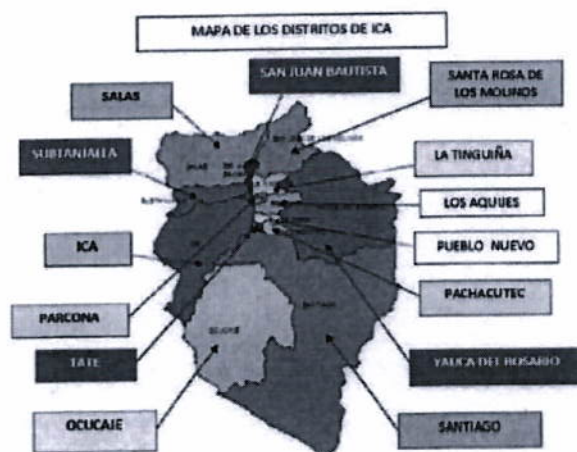 MAPA DE LOS DISTRITOS DE ICA
SAN JUAN BAUTISTA
SANTA ROSA DE
LOS MOLINOS
SALAS
SUBTANJALLA
LA TINGUIÑA
LOS AQUIJES
ICA
PUEBLO NUEVO
PACHACUTEC
PARCONA
TATE
YAUCA DEL ROSARIO
OCUCAJE
SANTIAGO